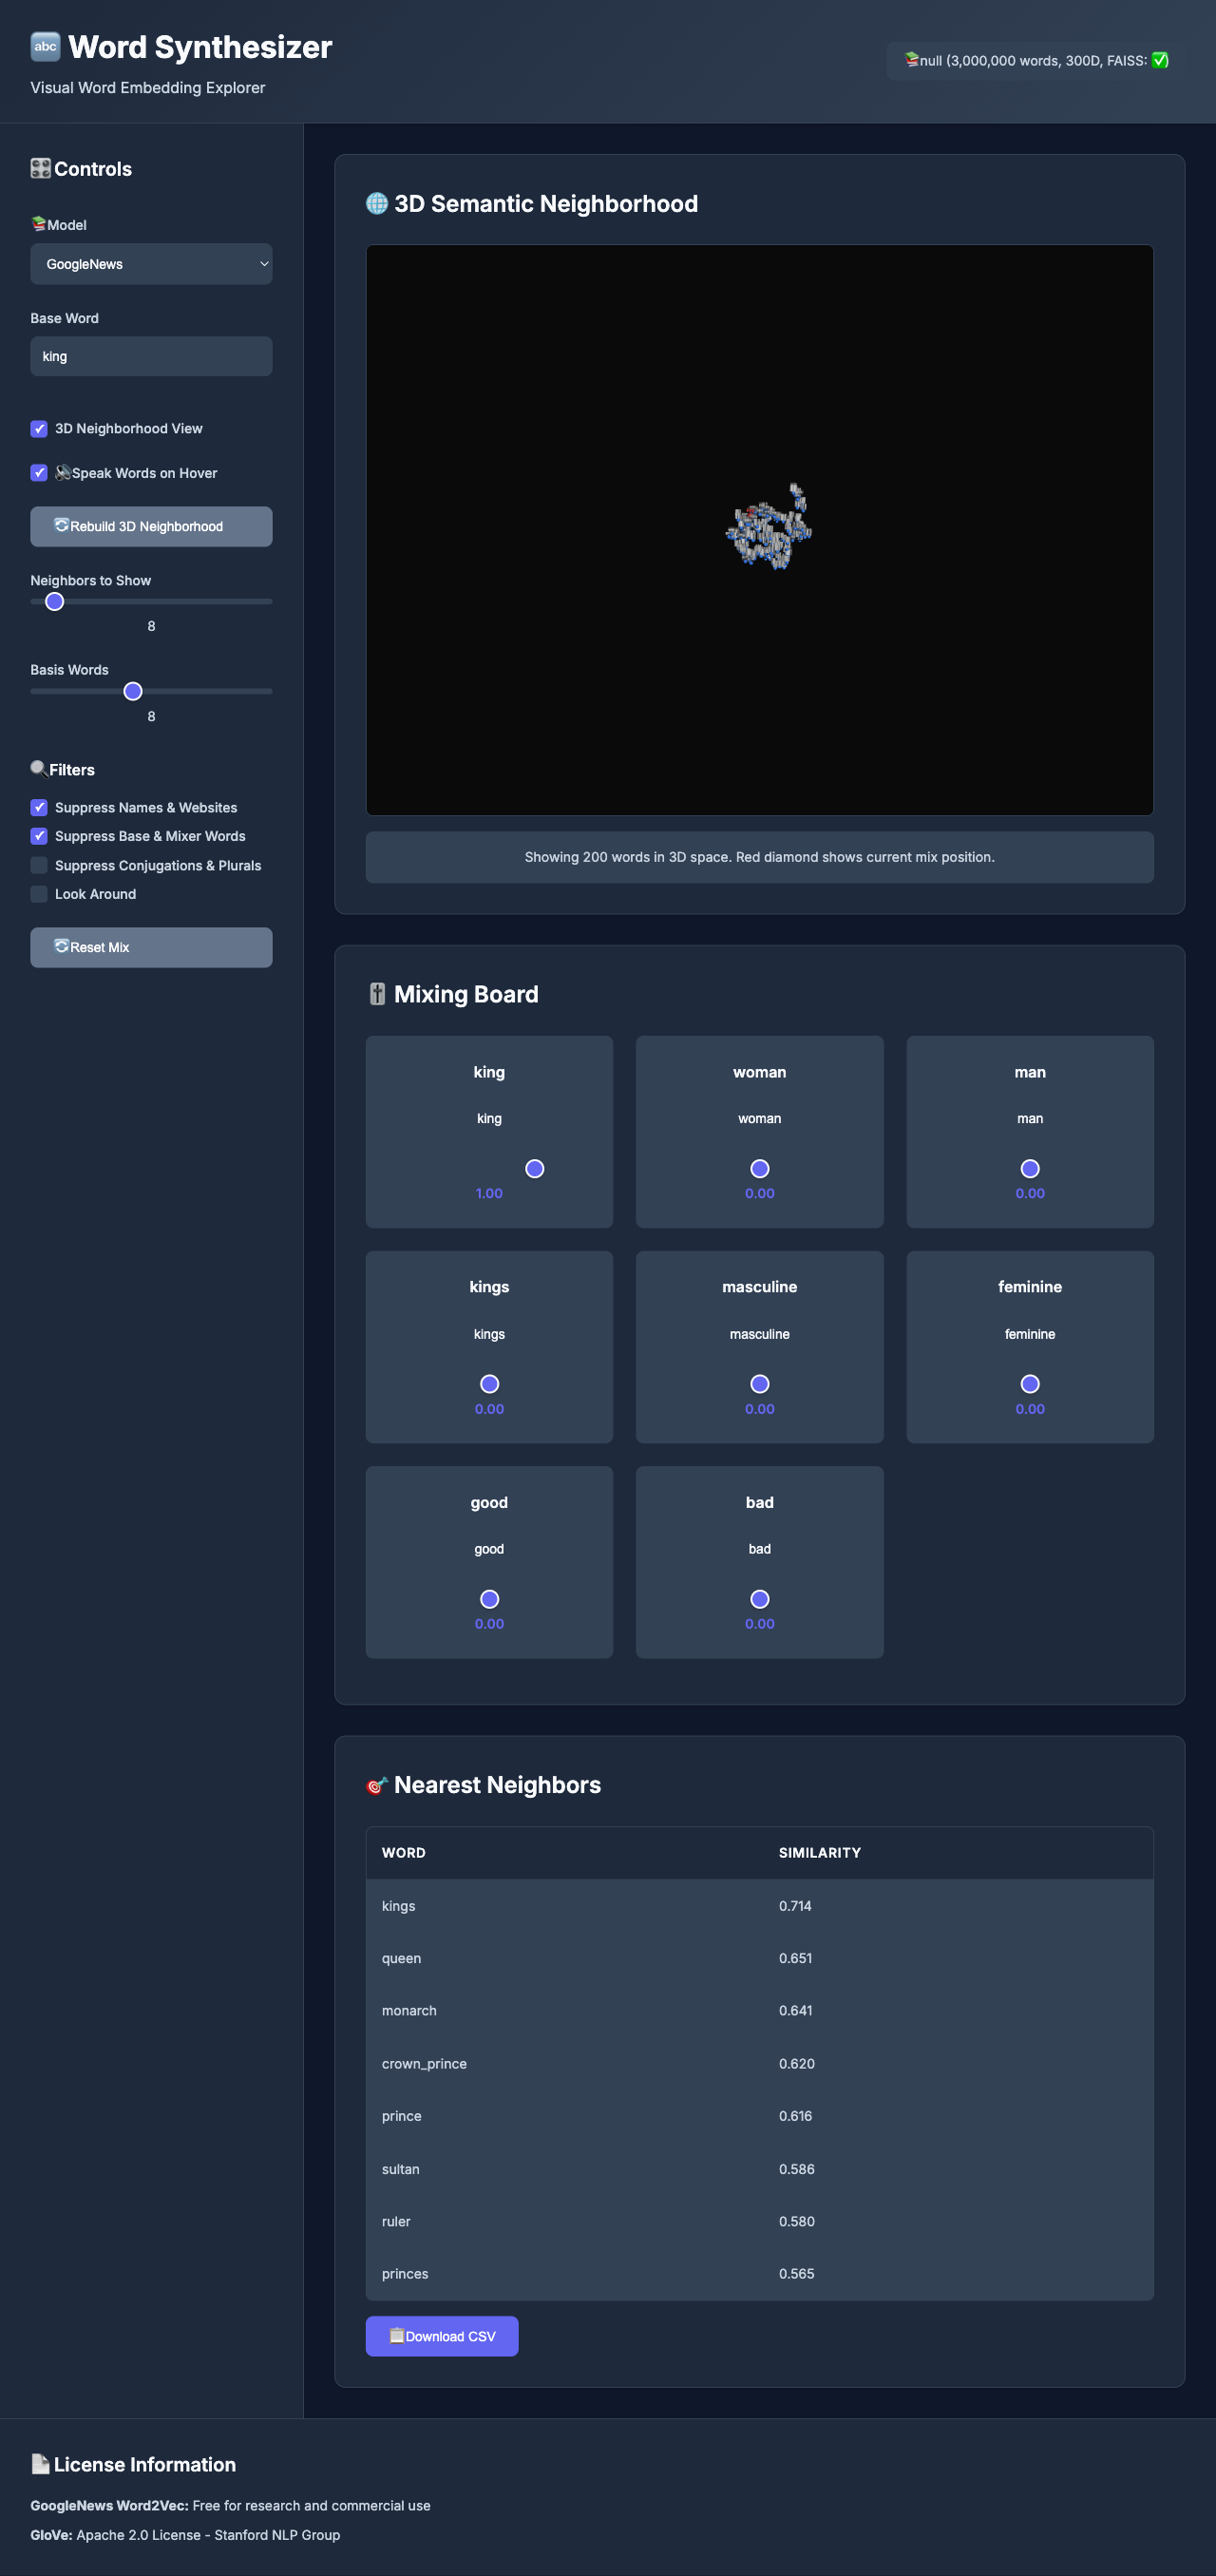 abc Word Synthesizer
Visual Word Embedding Explorer
null (3,000,000 words, 300D, FAISS: ✅)
Controls
Model
GoogleNews
Base Word
king
3D Neighborhood View
Speak Words on Hover
Rebuild 3D Neighborhood
Neighbors to Show
8
Basis Words
8
Filters
Suppress Names & Websites
Suppress Base & Mixer Words
Suppress Conjugations & Plurals
Look Around
Reset Mix
3D Semantic Neighborhood
Showing 200 words in 3D space. Red diamond shows current mix position.
Mixing Board
king woman man
king woman man
1.00 0.00 0.00
kings masculine feminine
kings masculine feminine
0.00 0.00 0.00
good bad
good bad
0.00 0.00
Nearest Neighbors
WORD SIMILARITY
kings 0.714
queen 0.651
monarch 0.641
crown_prince 0.620
prince 0.616
sultan 0.586
ruler 0.580
princes 0.565
Download CSV
License Information
GoogleNews Word2Vec: Free for research and commercial use
GloVe: Apache 2.0 License - Stanford NLP Group